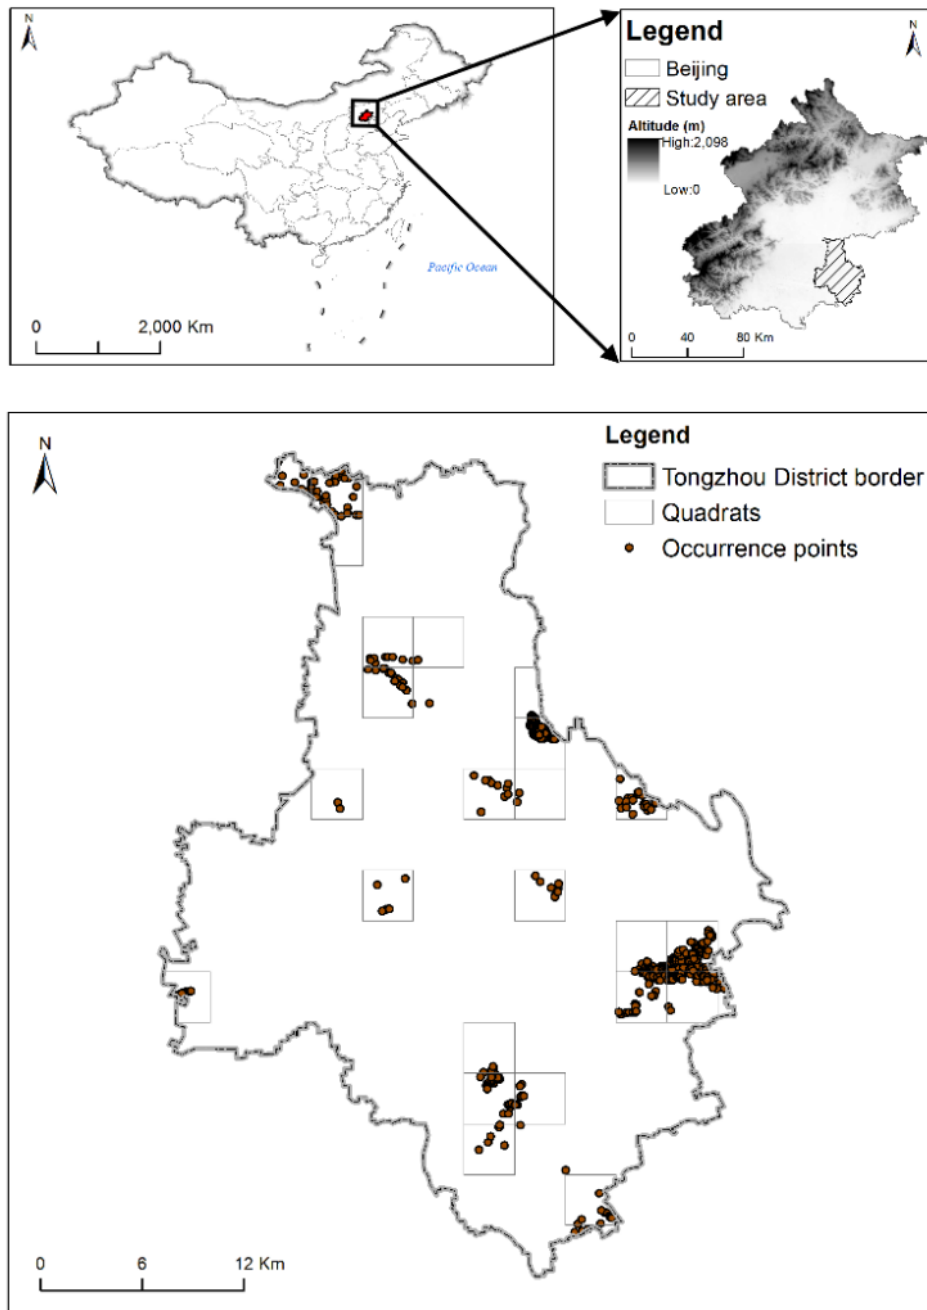 N
Pacific Ocean
0 2,000 Km
Legend
N
Beijing
Study area
Altitude (m)
High:2,098
Low:0
0 40 80 Km
N
Legend
Tongzhou District border
Quadrats
Occurrence points
0 6 12 Km